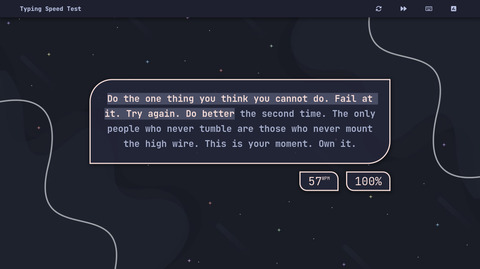 Typing Speed Test
Do the one thing you think you cannot do. Fail at
it. Try again. Do better the second time. The only
people who never tumble are those who never mount
the high wire. This is your moment. Own it.
57WPM 100%